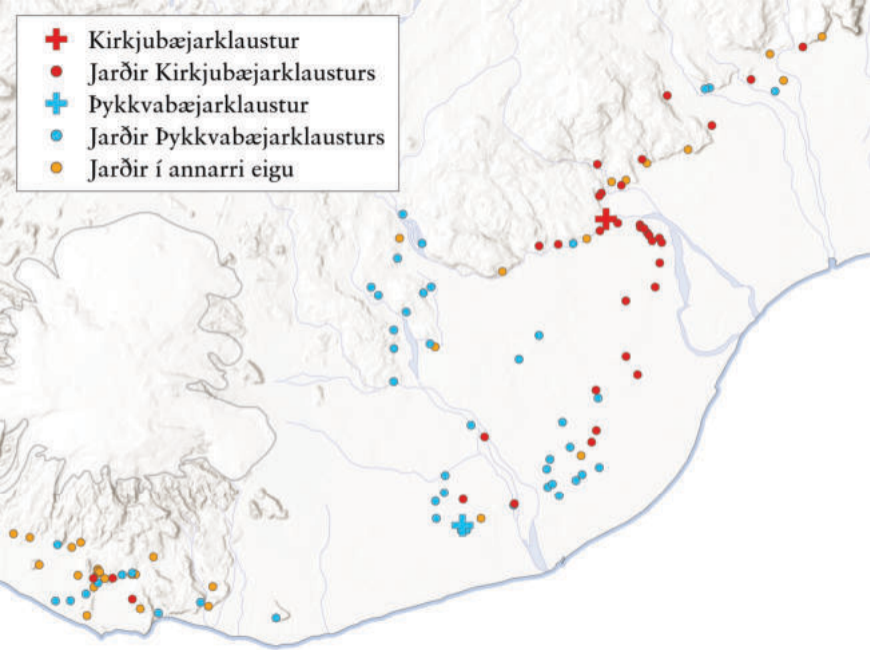 Kirkjubæjarklaustur
Jarðir Kirkjubæjarklausturs
Þykkvabæjarklaustur
Jarðir Þykkvabæjarklausturs
Jarðir í annarri eigu